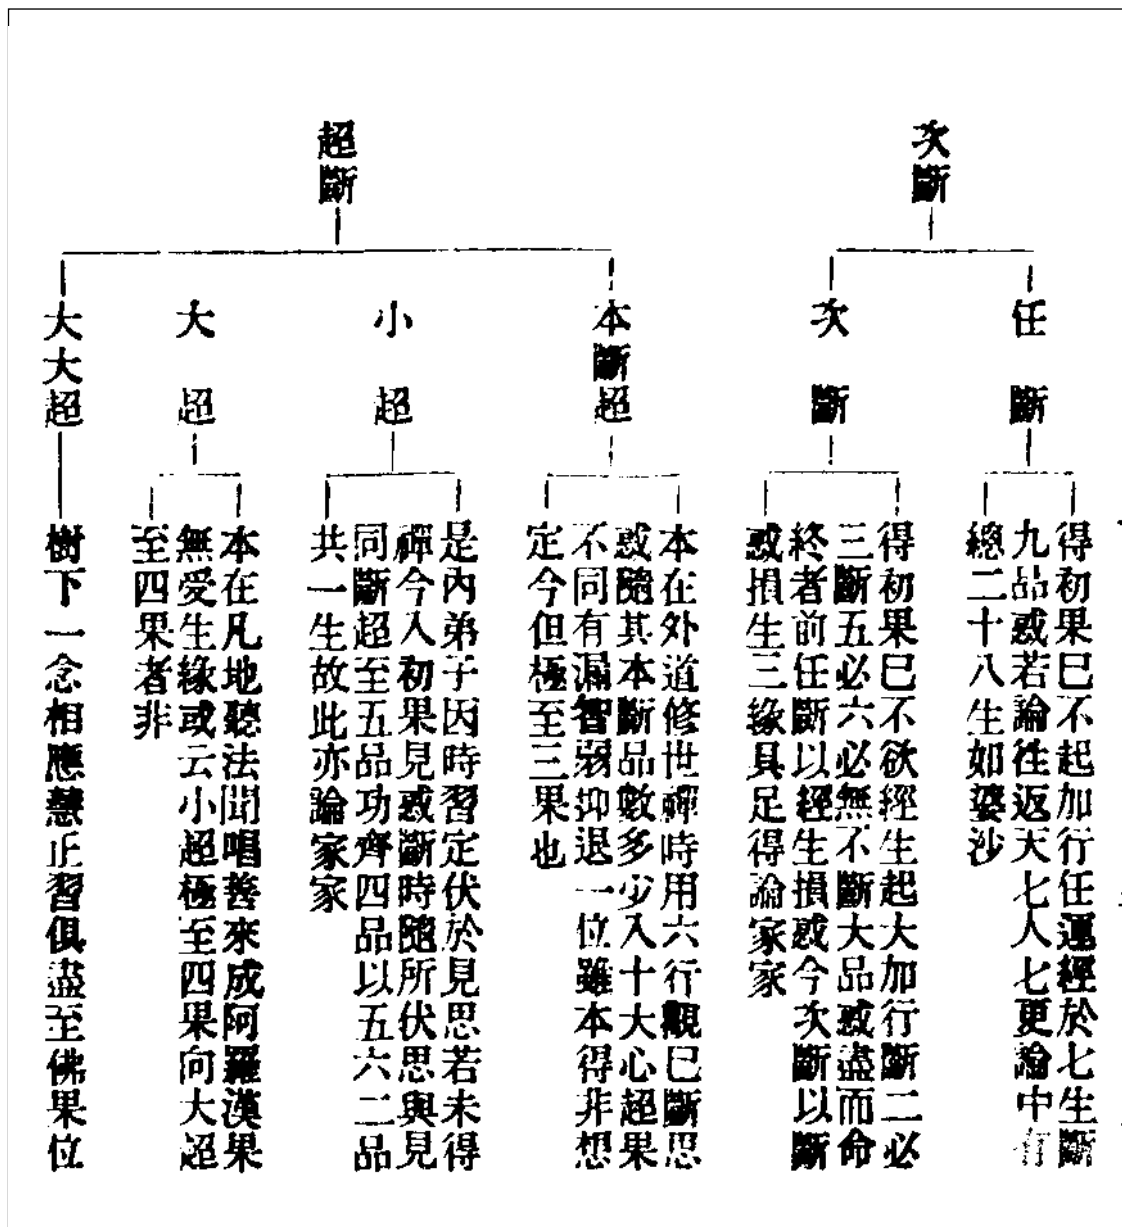 次斷
任斷
得初果已不起加行任運經於七生斷
九品惑若論往返天七人七更論中有
總二十八生如婆沙
次斷
得初果已不欲經生起大加行斷二必
三斷五必六必無不斷大品惑盡而命
終者前任斷以經生損惑今次斷以斷
惑損生三緣具足得論家家
超斷
本斷超
本在外道修世禪時用六行觀已斷思
惑隨其本斷品數多少入十大心超果
不同有漏智弱抑退一位雖本得非想
定今但極至三果也
小超
是內弟子因時習定伏於見思若未得
禪今入初果見惑斷時隨所伏思與見
同斷超至五品功齊四品以五六二品
共一生故此亦論家家
大超
本在凡地聽法聞唱善來成阿羅漢果
無受生緣或云小超極至四果向大超
至四果者非
大大超
樹下一念相應慧正習俱盡至佛果位